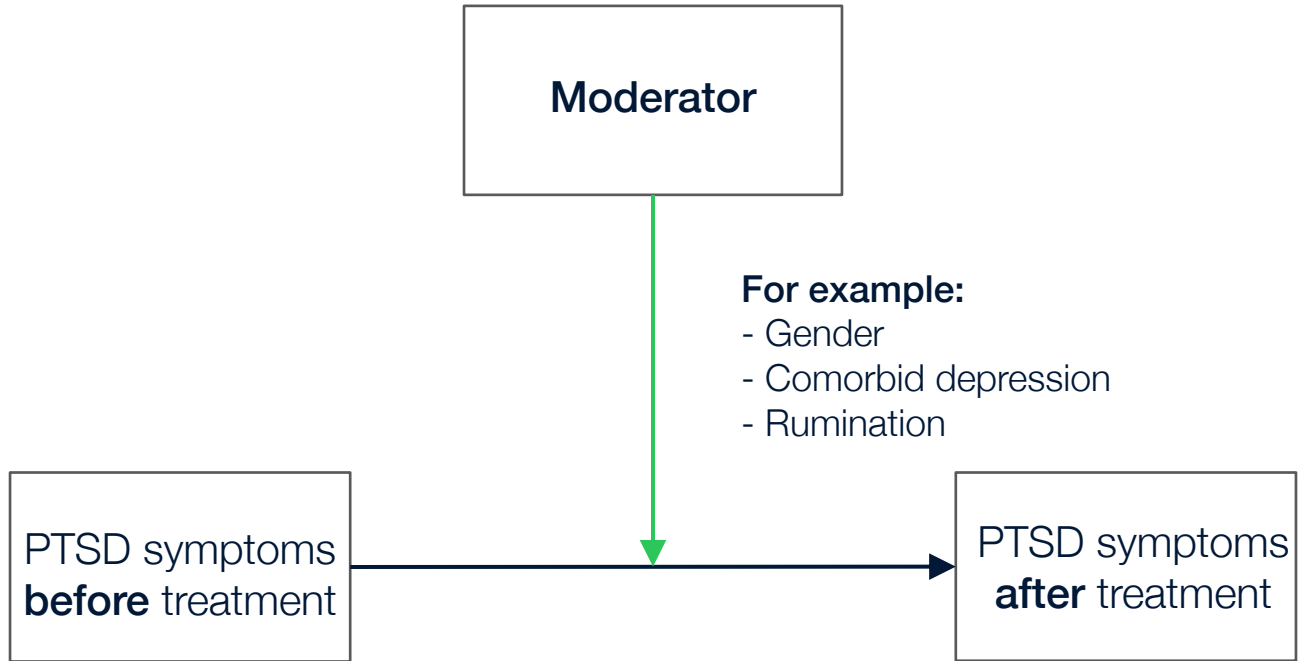 Moderator
For example:
- Gender
- Comorbid depression
- Rumination
PTSD symptoms
before treatment
PTSD symptoms
after treatment